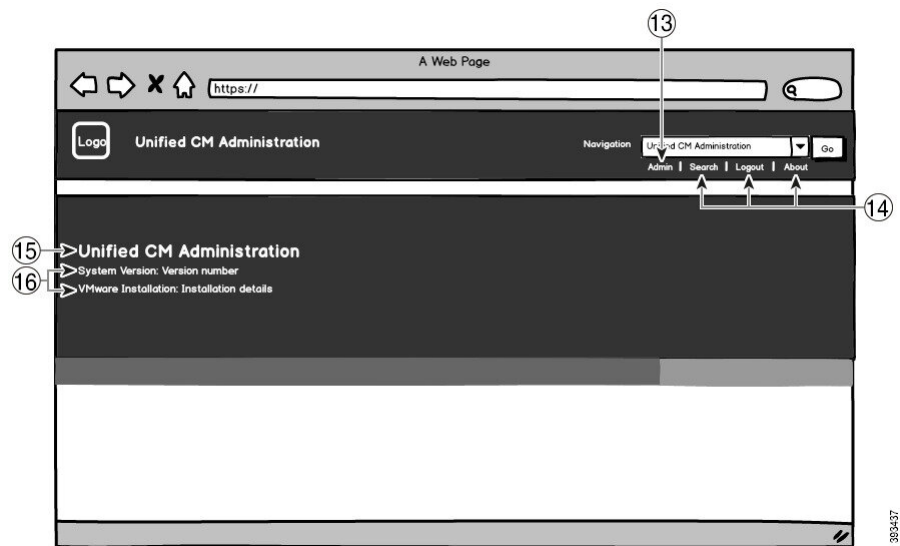 13
A Web Page
https://
Logo
Unified CM Administration
Navigation
Unified CM Administration
Go
Admin | Search | Logout | About
14
15
Unified CM Administration
16
System Version: Version number
VMware Installation: Installation details
393437